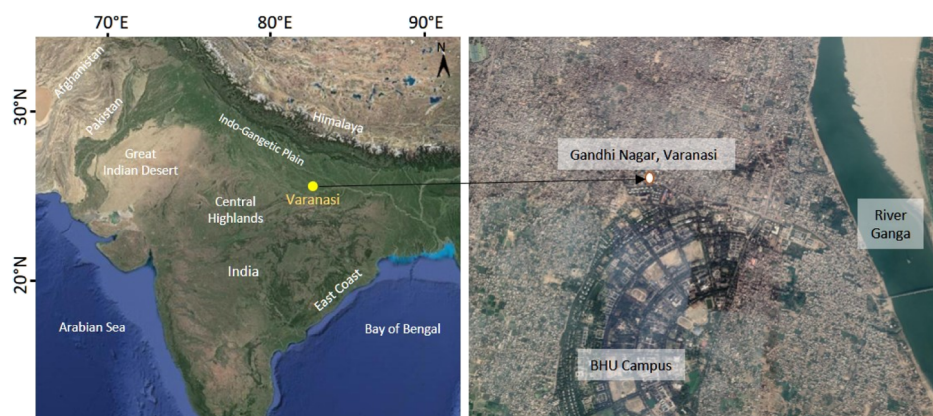 70°E
80°E
90°E
N
30°N
20°N
Afghanistan
Pakistan
Himalaya
Indo-Gangetic Plain
Great
Indian Desert
Varanasi
Central
Highlands
India
East Coast
Arabian Sea
Bay of Bengal
Gandhi Nagar, Varanasi
River
Ganga
BHU Campus